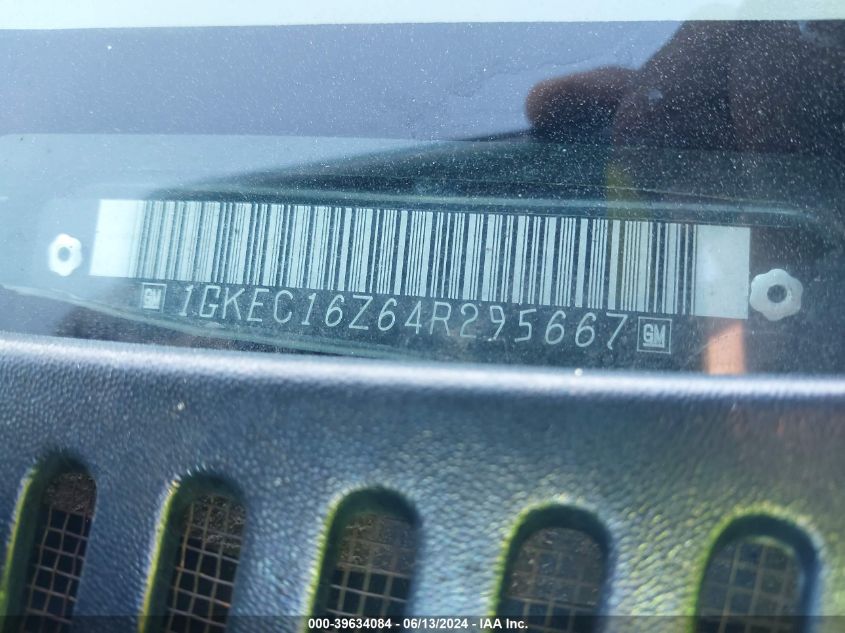 GM 1GKEC16Z64R295667 GM
000-39634084 - 06/13/2024 - IAA Inc.